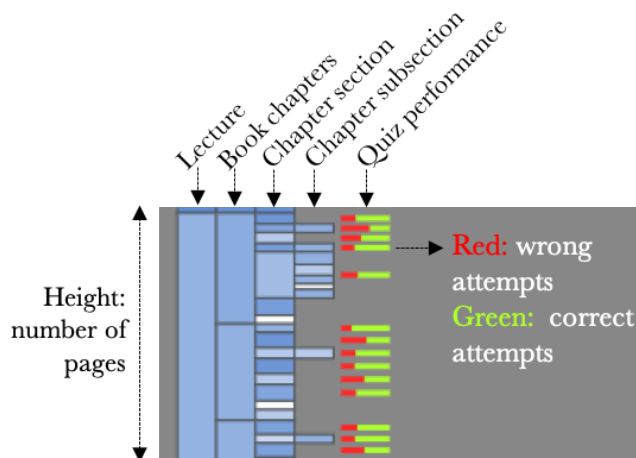 Lecture
Book chapters
Chapter section
Chapter subsection
Quiz performance
Height:
number of
pages
Red: wrong
attempts
Green: correct
attempts